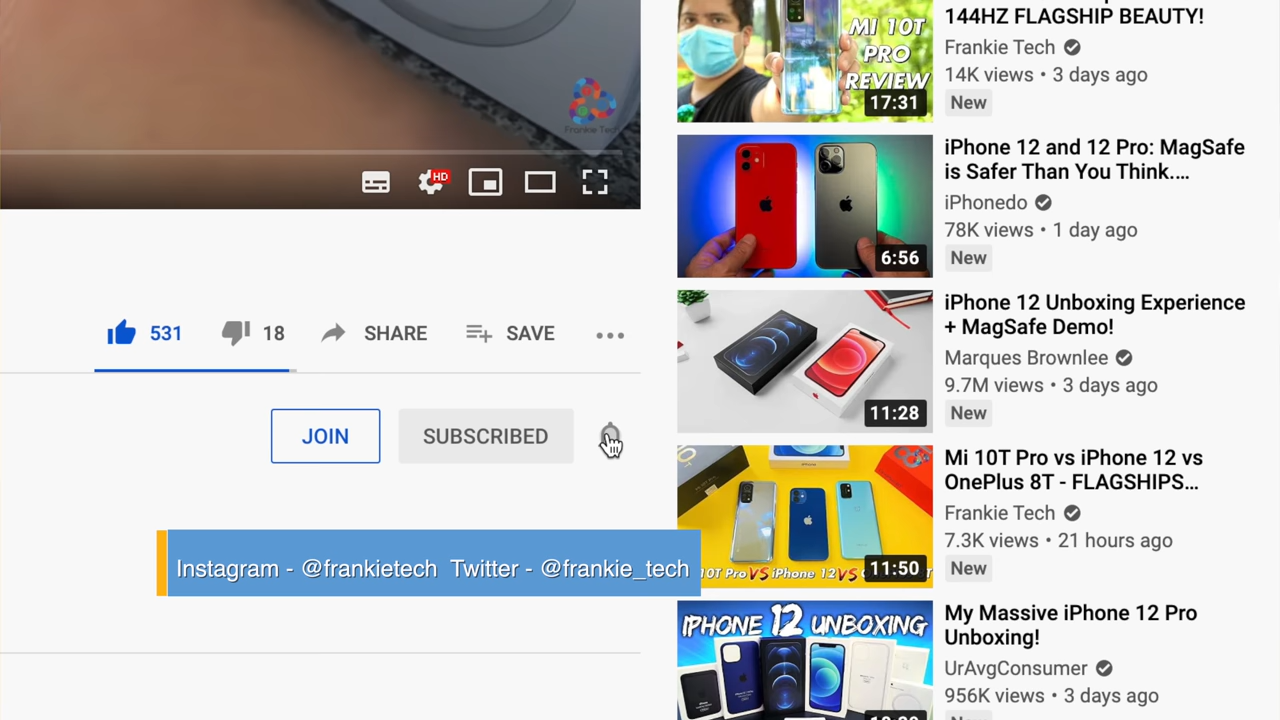 Frankie Tech
HD
531
18
SHARE
SAVE
JOIN
SUBSCRIBED
Instagram - @frankietech Twitter - @frankie_tech
MI 10T
PRO
REVIEW
17:31
144HZ FLAGSHIP BEAUTY!
Frankie Tech
14K views • 3 days ago
New
6:56
iPhone 12 and 12 Pro: MagSafe
is Safer Than You Think....
iPhonedo
78K views • 1 day ago
New
11:28
iPhone 12 Unboxing Experience
+ MagSafe Demo!
Marques Brownlee
9.7M views • 3 days ago
New
10T Pro VS iPhone 12 VS
11:50
Mi 10T Pro vs iPhone 12 vs
OnePlus 8T - FLAGSHIPS...
Frankie Tech
7.3K views • 21 hours ago
New
IPHONE 12 UNBOXING
My Massive iPhone 12 Pro
Unboxing!
UrAvgConsumer
956K views • 3 days ago
New